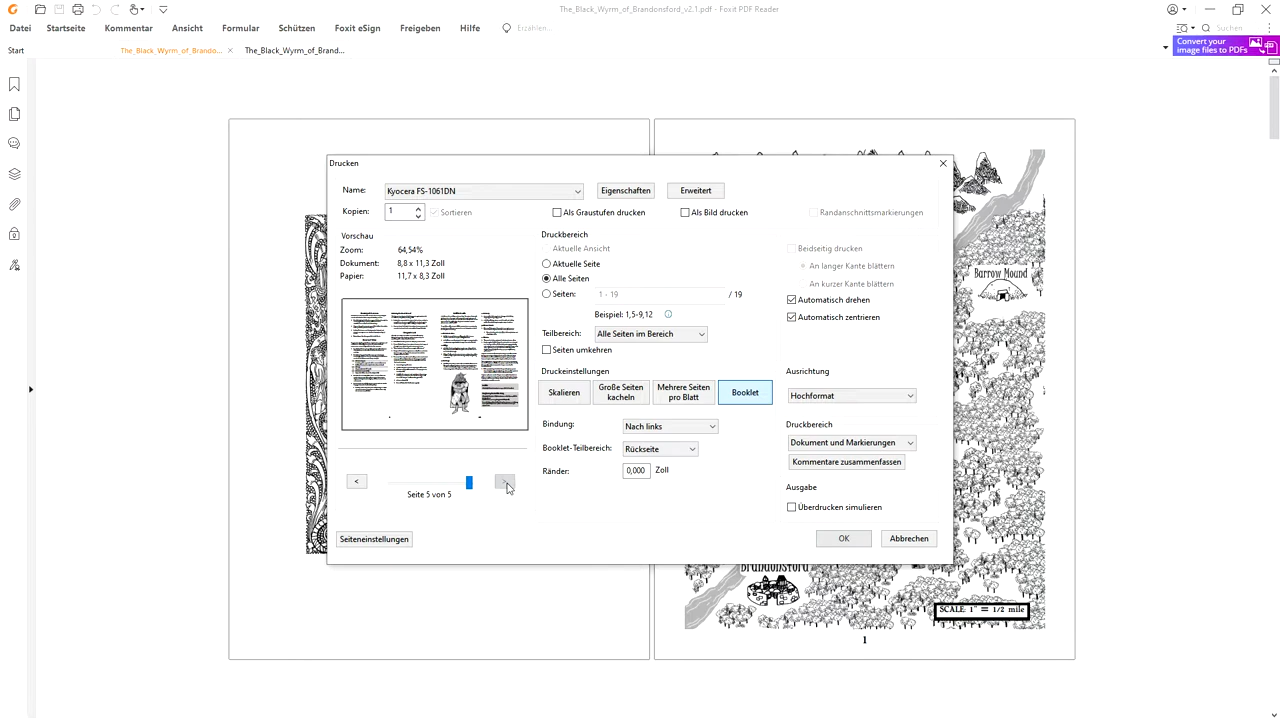 The_Black_Wyrm_of_Brandonsford_v2.1.pdf - Foxit PDF Reader
Datei Startseite Kommentar Ansicht Formular Schützen Foxit eSign Freigeben Hilfe Erzählen... Suchen
Start The_Black_Wyrm_of_Brando... The_Black_Wyrm_of_Brand...
Convert your
image files to PDFs
Drucken
Name: Kyocera FS-1061DN Eigenschaften Erweitert
Kopien: 1 Sortieren Als Graustufen drucken Als Bild drucken Randanschnittsmarkierungen
Vorschau
Zoom: 64,54%
Dokument: 8,8 x 11,3 Zoll
Papier: 11,7 x 8,3 Zoll
Seite 5 von 5
Seiteneinstellungen
Druckbereich
Aktuelle Ansicht
Aktuelle Seite
Alle Seiten
Seiten: 1 - 19 / 19
Beispiel: 1,5-9,12
Teilbereich: Alle Seiten im Bereich
Seiten umkehren
Druckeinstellungen
Skalieren
Große Seiten
kacheln
Mehrere Seiten
pro Blatt
Booklet
Bindung: Nach links
Booklet-Teilbereich: Rückseite
Ränder: 0,000 Zoll
Beidseitig drucken
An langer Kante blättern
An kurzer Kante blättern
Automatisch drehen
Automatisch zentrieren
Ausrichtung
Hochformat
Druckbereich
Dokument und Markierungen
Kommentare zusammenfassen
Ausgabe
Überdrucken simulieren
OK Abbrechen
Barrow Mound
Brandonsford
SCALE: 1" = 1/2 mile
1